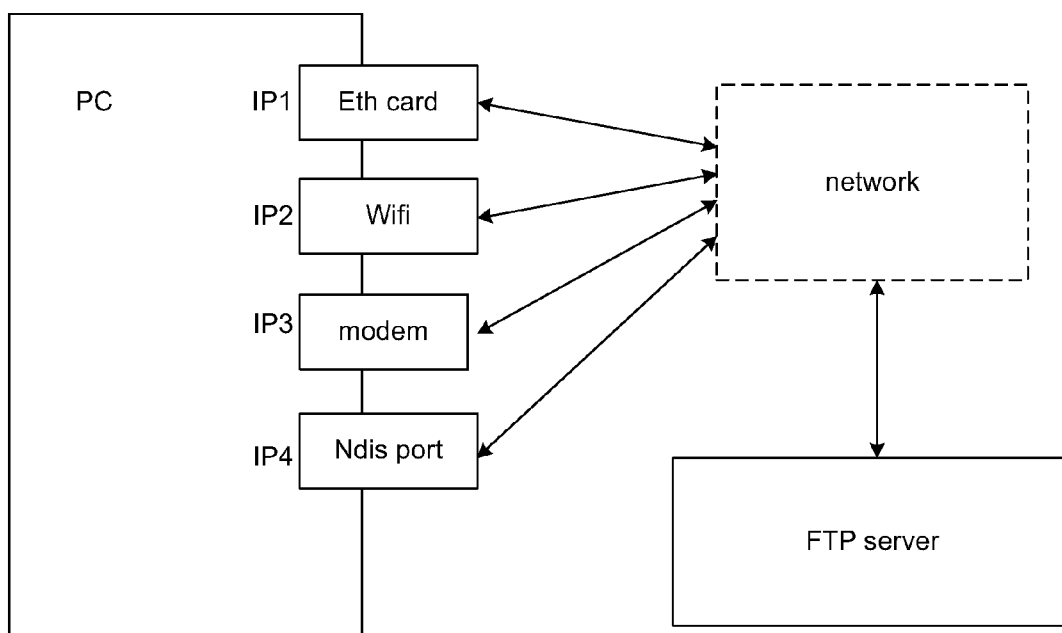 PC
IP1
Eth card
IP2
Wifi
IP3
modem
IP4
Ndis port
network
FTP server